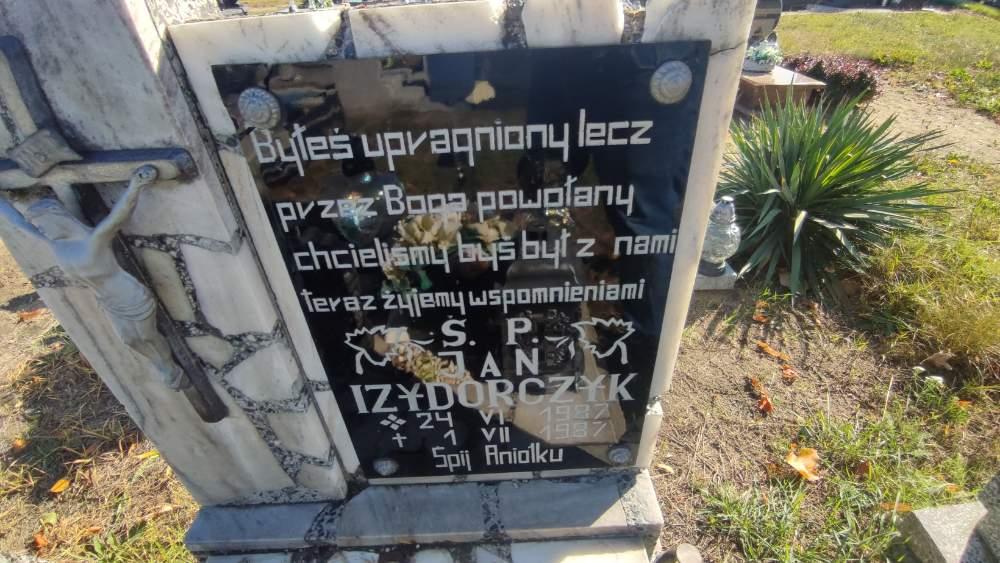 Byłeś upragniony lecz
przez Boga powołany
chcieliśmy byś był z nami
teraz żyjemy wspomnieniami
Ś. P.
JAN
IZYDORCZYK
24 VI 1987
+ 1 VII 1987
Śpij Aniołku